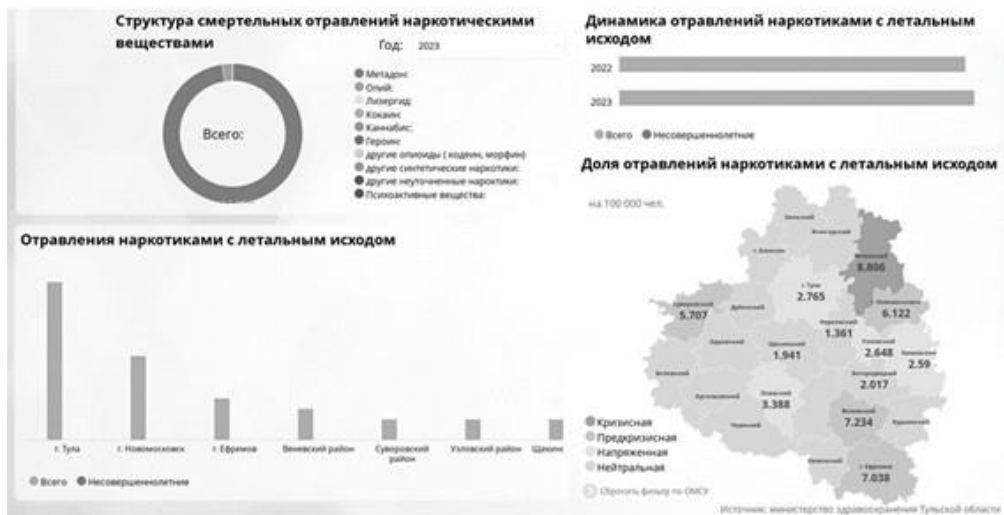 Структура смертельных отравлений наркотическими
веществами
Год: 2023
Всего:
Метадон:
Опий:
Лизергид:
Кокаин:
Каннабис:
Героин:
другие опиоиды ( кодеин, морфин)
другие синтетические наркотики:
другие неуточненные наркотики:
Психоактивные вещества:
Динамика отравлений наркотиками с летальным
исходом
2022
2023
Всего Несовершеннолетние
Отравления наркотиками с летальным исходом
г. Тула
г. Новомосковск
г. Ефремов
Веневский район
Суворовский
район
Узловский район
Щекинс
Всего Несовершеннолетние
Доля отравлений наркотиками с летальным исходом
на 100 000 чел.
8.806
г. Тула
2.765
6.122
Суворовский
5.707
Дубенский
1.361
2.648
2.59
1.941
2.017
3.388
7.234
г. Ефремов
7.038
Кризисная
Предкризисная
Напряженная
Нейтральная
Сбросить фильтр по ОМСУ
Источник: министерство здравоохранения Тульской области